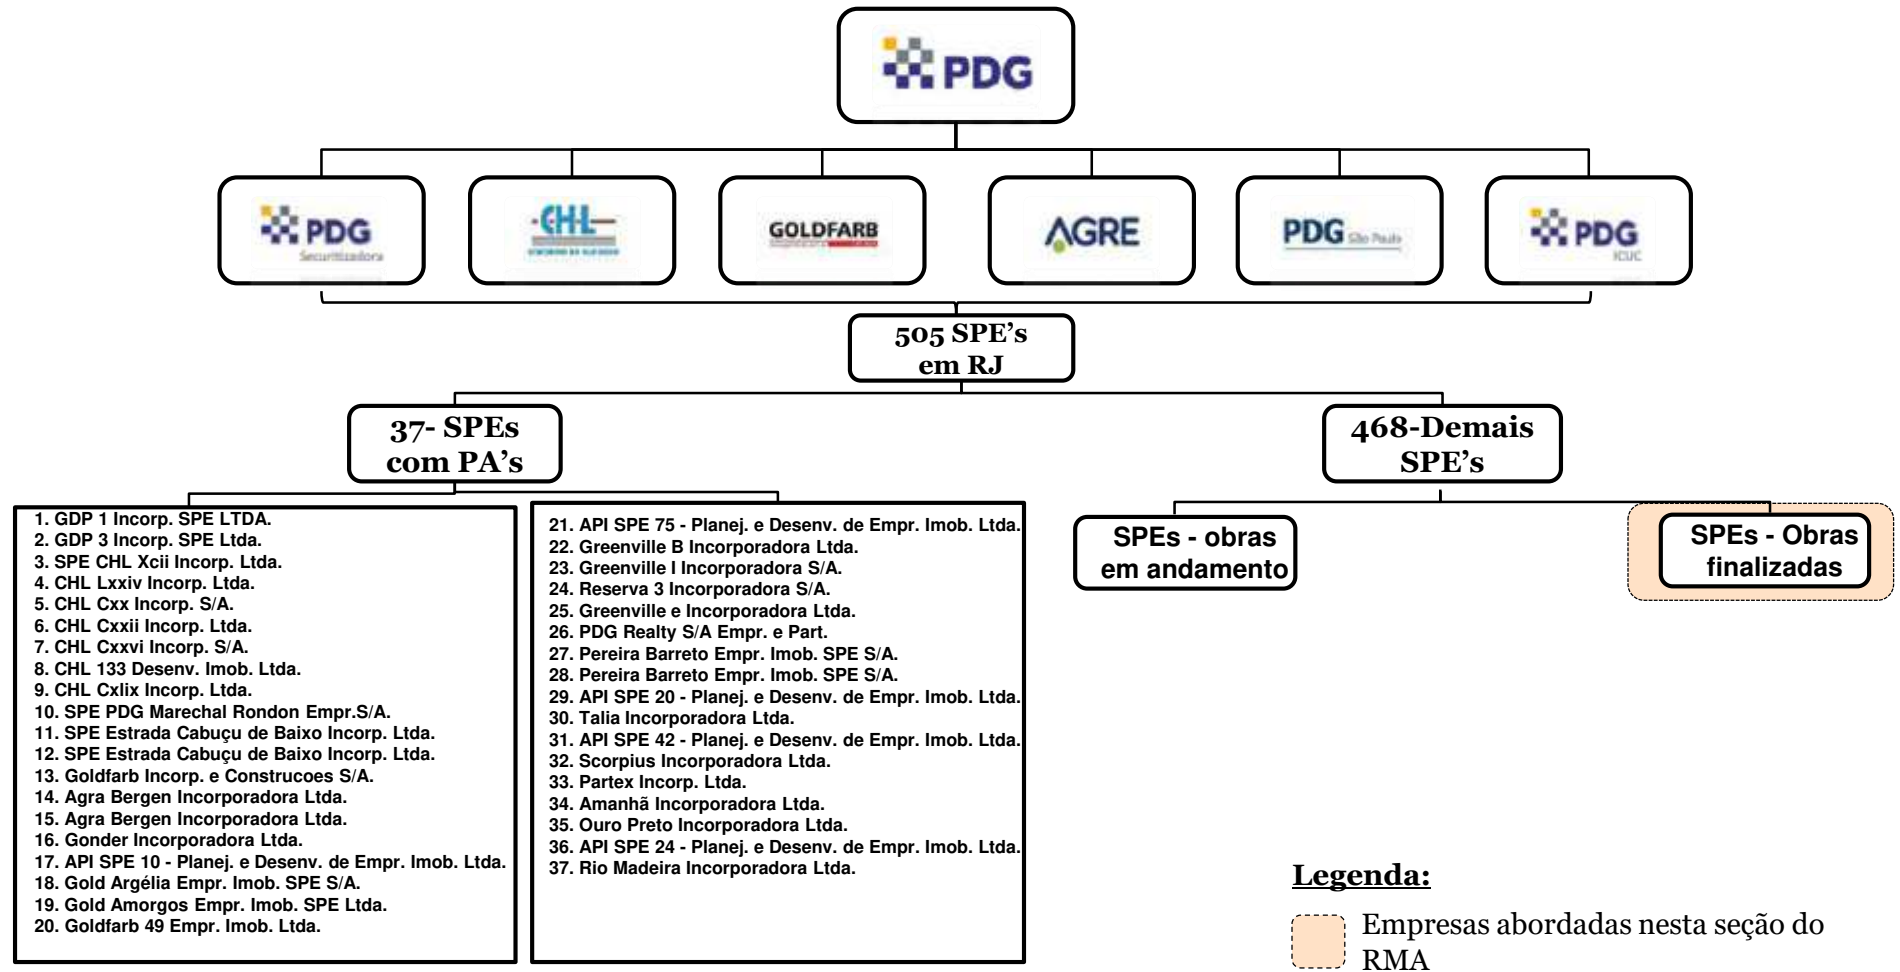 PDG
PDG
Securitizadora
CHL
GOLDFARB
AGRE
PDG São Paulo
PDG
ICUC
505 SPE’s
em RJ
37- SPEs
com PA’s
468-Demais
SPE’s
1. GDP 1 Incorp. SPE LTDA.
2. GDP 3 Incorp. SPE Ltda.
3. SPE CHL Xcii Incorp. Ltda.
4. CHL Lxxiv Incorp. Ltda.
5. CHL Cxx Incorp. S/A.
6. CHL Cxxii Incorp. Ltda.
7. CHL Cxxvi Incorp. S/A.
8. CHL 133 Desenv. Imob. Ltda.
9. CHL Cxlix Incorp. Ltda.
10. SPE PDG Marechal Rondon Empr.S/A.
11. SPE Estrada Cabuçu de Baixo Incorp. Ltda.
12. SPE Estrada Cabuçu de Baixo Incorp. Ltda.
13. Goldfarb Incorp. e Construcoes S/A.
14. Agra Bergen Incorporadora Ltda.
15. Agra Bergen Incorporadora Ltda.
16. Gonder Incorporadora Ltda.
17. API SPE 10 - Planej. e Desenv. de Empr. Imob. Ltda.
18. Gold Argélia Empr. Imob. SPE S/A.
19. Gold Amorgos Empr. Imob. SPE Ltda.
20. Goldfarb 49 Empr. Imob. Ltda.
21. API SPE 75 - Planej. e Desenv. de Empr. Imob. Ltda.
22. Greenville B Incorporadora Ltda.
23. Greenville I Incorporadora S/A.
24. Reserva 3 Incorporadora S/A.
25. Greenville e Incorporadora Ltda.
26. PDG Realty S/A Empr. e Part.
27. Pereira Barreto Empr. Imob. SPE S/A.
28. Pereira Barreto Empr. Imob. SPE S/A.
29. API SPE 20 - Planej. e Desenv. de Empr. Imob. Ltda.
30. Talia Incorporadora Ltda.
31. API SPE 42 - Planej. e Desenv. de Empr. Imob. Ltda.
32. Scorpius Incorporadora Ltda.
33. Partex Incorp. Ltda.
34. Amanhã Incorporadora Ltda.
35. Ouro Preto Incorporadora Ltda.
36. API SPE 24 - Planej. e Desenv. de Empr. Imob. Ltda.
37. Rio Madeira Incorporadora Ltda.
SPEs - obras
em andamento
SPEs - Obras
finalizadas
Legenda:
Empresas abordadas nesta seção do
RMA